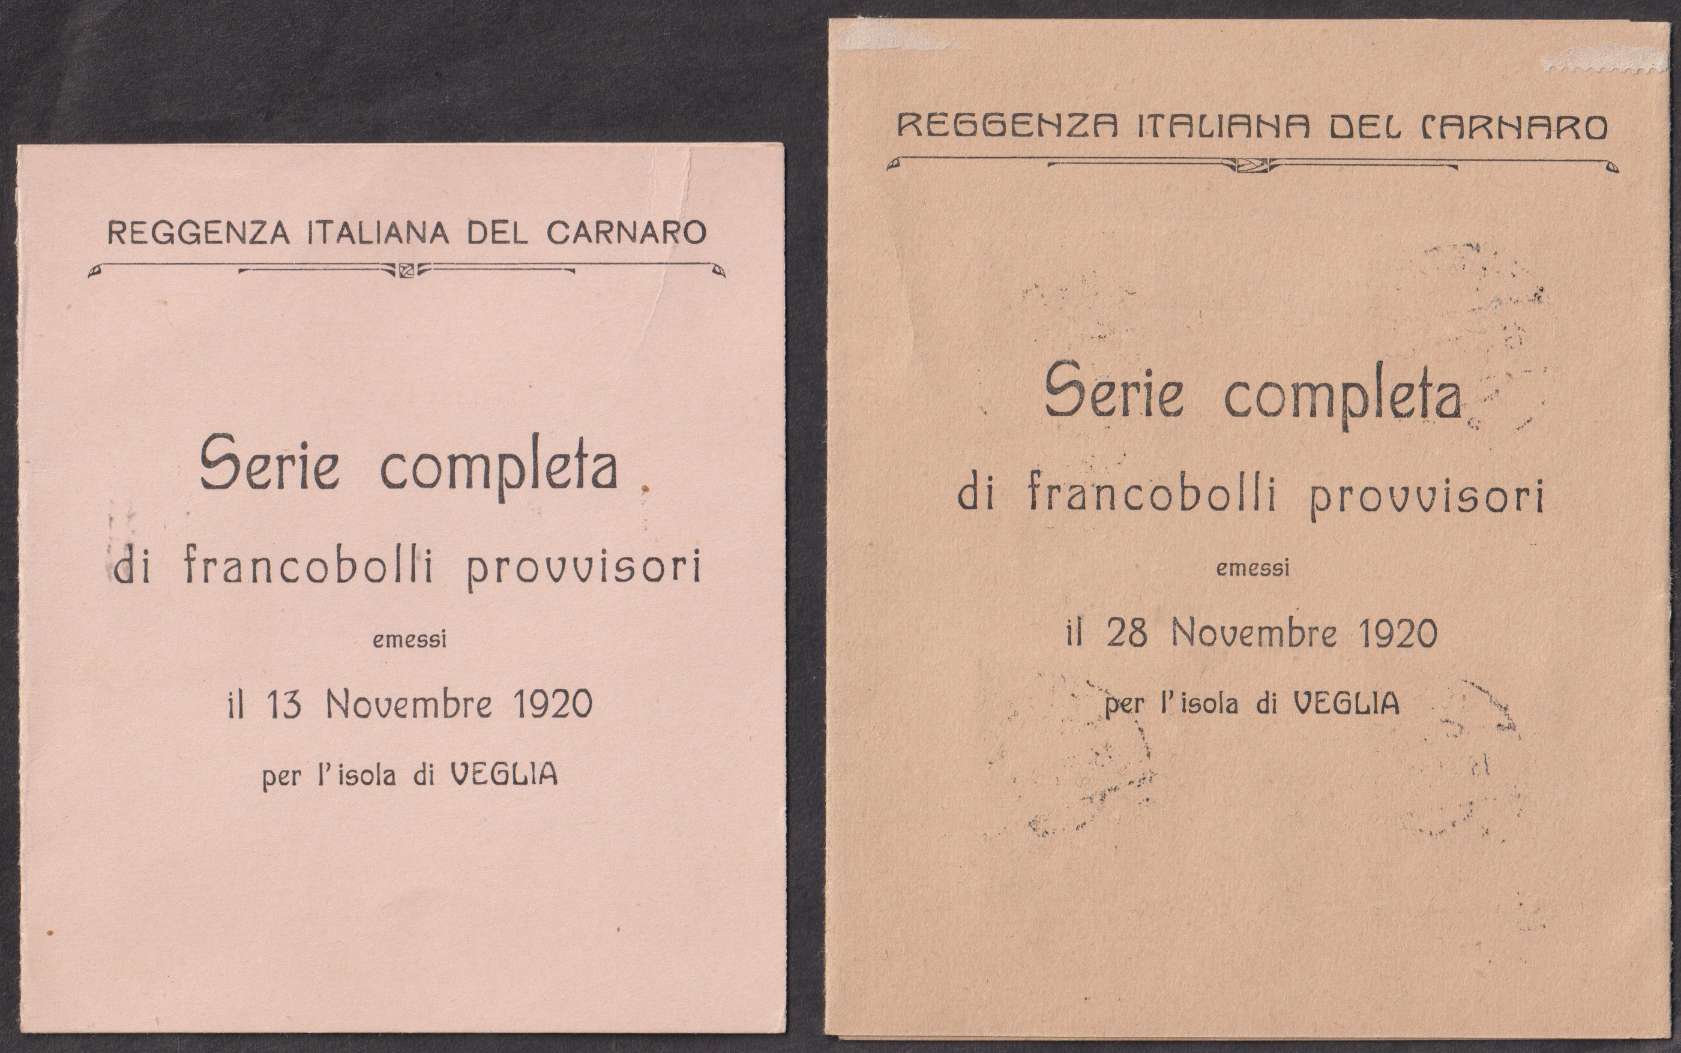 REGGENZA ITALIANA DEL CARNARO
Serie completa
di francobolli provvisori
emessi
il 13 Novembre 1920
per l'isola di VEGLIA
REGGENZA ITALIANA DEL CARNARO
Serie completa
di francobolli provvisori
emessi
il 28 Novembre 1920
per l'isola di VEGLIA